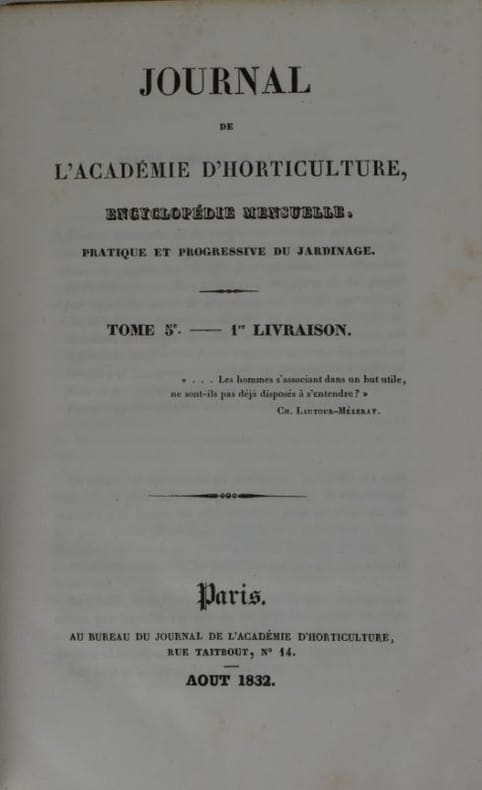 JOURNAL
DE
L'ACADÉMIE D'HORTICULTURE,
ENCYCLOPÉDIE MENSUELLE,
PRATIQUE ET PROGRESSIVE DU JARDINAGE.
TOME 5e. — 1re LIVRAISON.
« . . . Les hommes s'associant dans un but utile,
ne sont-ils pas déjà disposés à s'entendre ? »
CH. LAUTOUR-MÉZERAY.
Paris.
AU BUREAU DU JOURNAL DE L'ACADÉMIE D'HORTICULTURE,
RUE TAITBOUT, N° 14.
AOUT 1832.